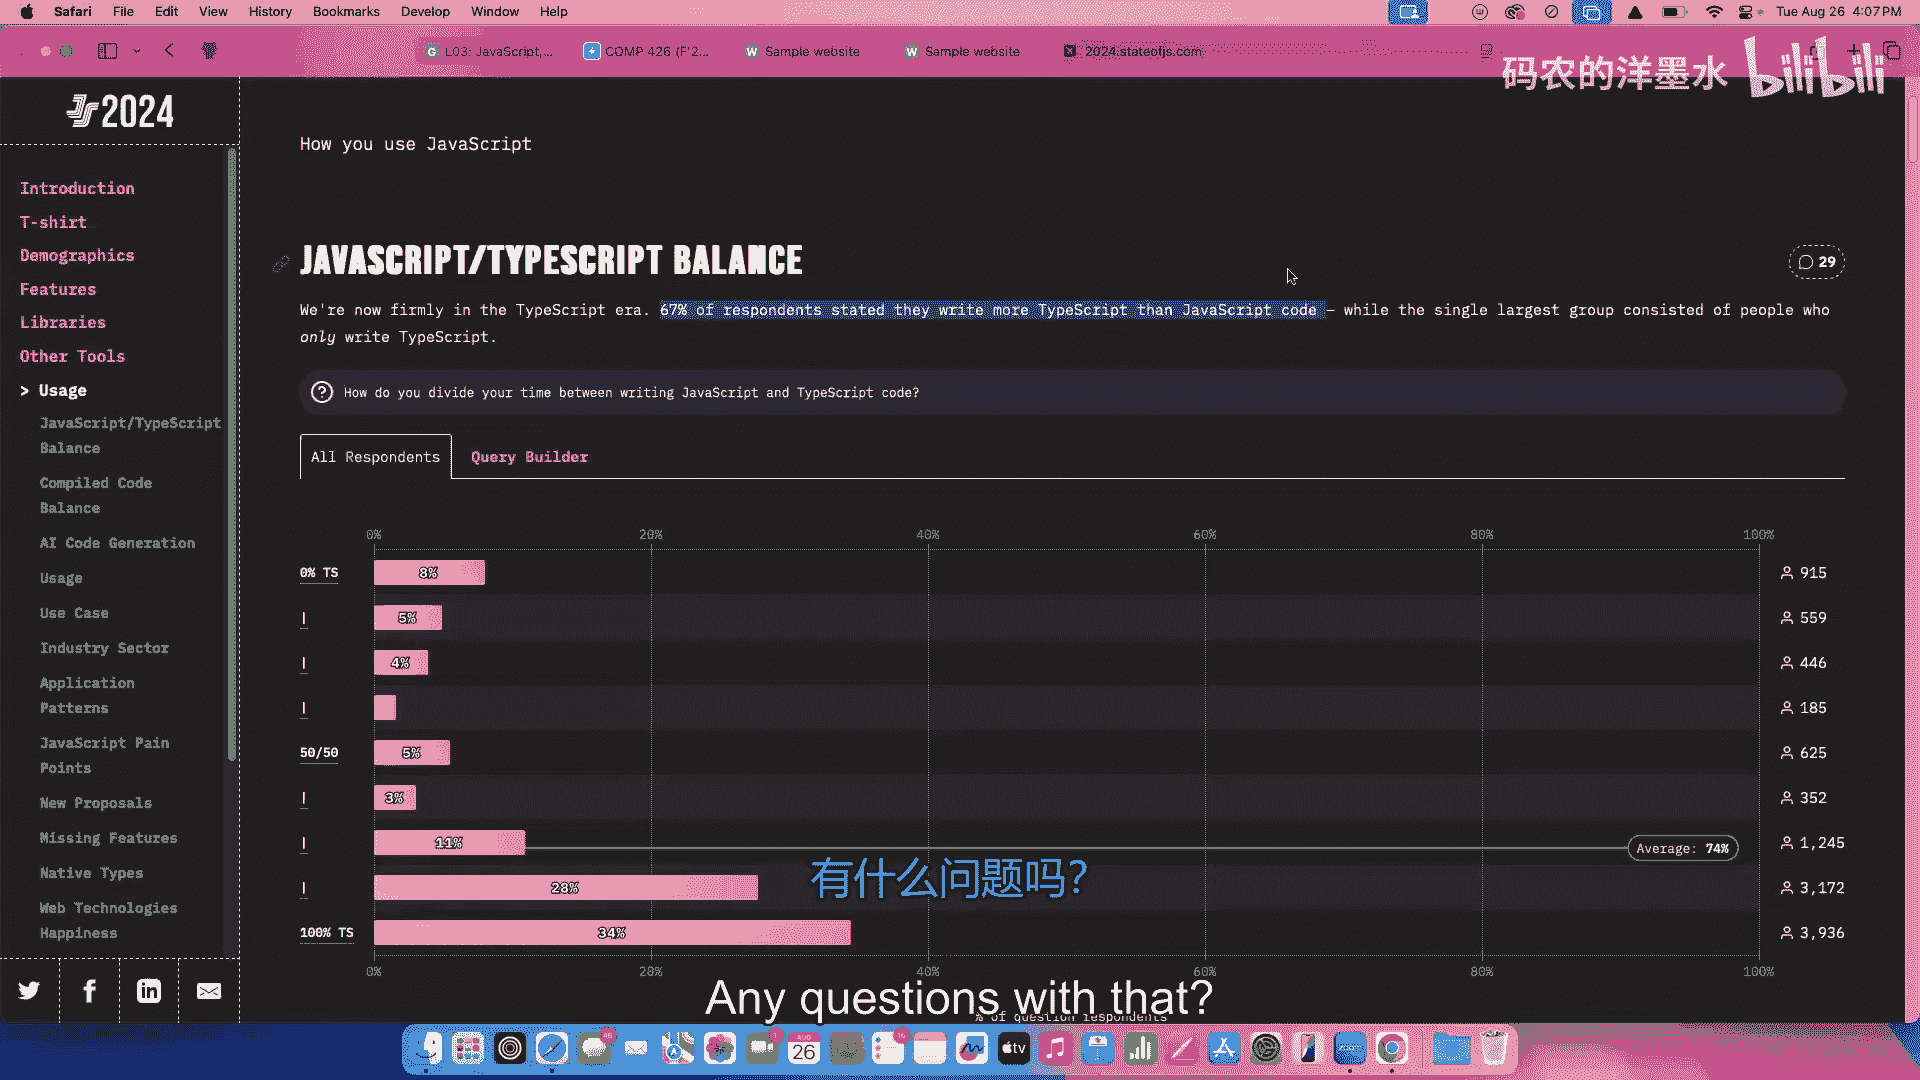 Safari File Edit View History Bookmarks Develop Window Help
Tue Aug 26 4:07 PM
L03: JavaScript,...
COMP 426 (F'2...
Sample website
Sample website
2024.stateofjs.com
码农的洋墨水 bilibili
JS 2024
Introduction
T-shirt
Demographics
Features
Libraries
Other Tools
> Usage
JavaScript/TypeScript
Balance
Compiled Code
Balance
AI Code Generation
Usage
Use Case
Industry Sector
Application
Patterns
JavaScript Pain
Points
New Proposals
Missing Features
Native Types
Web Technologies
Happiness
How you use JavaScript
JAVASCRIPT/TYPESCRIPT BALANCE
29
We're now firmly in the TypeScript era. 67% of respondents stated they write more TypeScript than JavaScript code – while the single largest group consisted of people who
only write TypeScript.
How do you divide your time between writing JavaScript and TypeScript code?
All Respondents
Query Builder
0% 20% 40% 60% 80% 100%
0% TS 8% 915
5% 559
4% 446
185
50/50 5% 625
3% 352
11% 1,245
Average: 74%
28% 3,172
100% TS 34% 3,936
0% 20% 40% 60% 80% 100%
有什么问题吗?
Any questions with that?
% of question respondents
46
1
AUG
26
16
tv
zoom